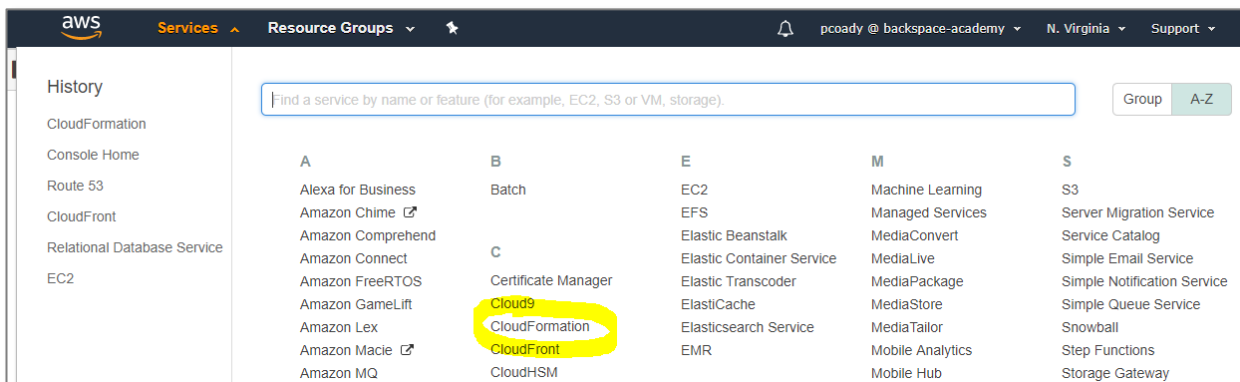 aws Services Resource Groups pcoady @ backspace-academy N. Virginia Support
History
CloudFormation
Console Home
Route 53
CloudFront
Relational Database Service
EC2
Find a service by name or feature (for example, EC2, S3 or VM, storage).
Group A-Z
A
Alexa for Business
Amazon Chime
Amazon Comprehend
Amazon Connect
Amazon FreeRTOS
Amazon GameLift
Amazon Lex
Amazon Macie
Amazon MQ
B
Batch
C
Certificate Manager
Cloud9
CloudFormation
CloudFront
CloudHSM
E
EC2
EFS
Elastic Beanstalk
Elastic Container Service
Elastic Transcoder
ElastiCache
Elasticsearch Service
EMR
M
Machine Learning
Managed Services
MediaConvert
MediaLive
MediaPackage
MediaStore
MediaTailor
Mobile Analytics
Mobile Hub
S
S3
Server Migration Service
Service Catalog
Simple Email Service
Simple Notification Service
Simple Queue Service
Snowball
Step Functions
Storage Gateway